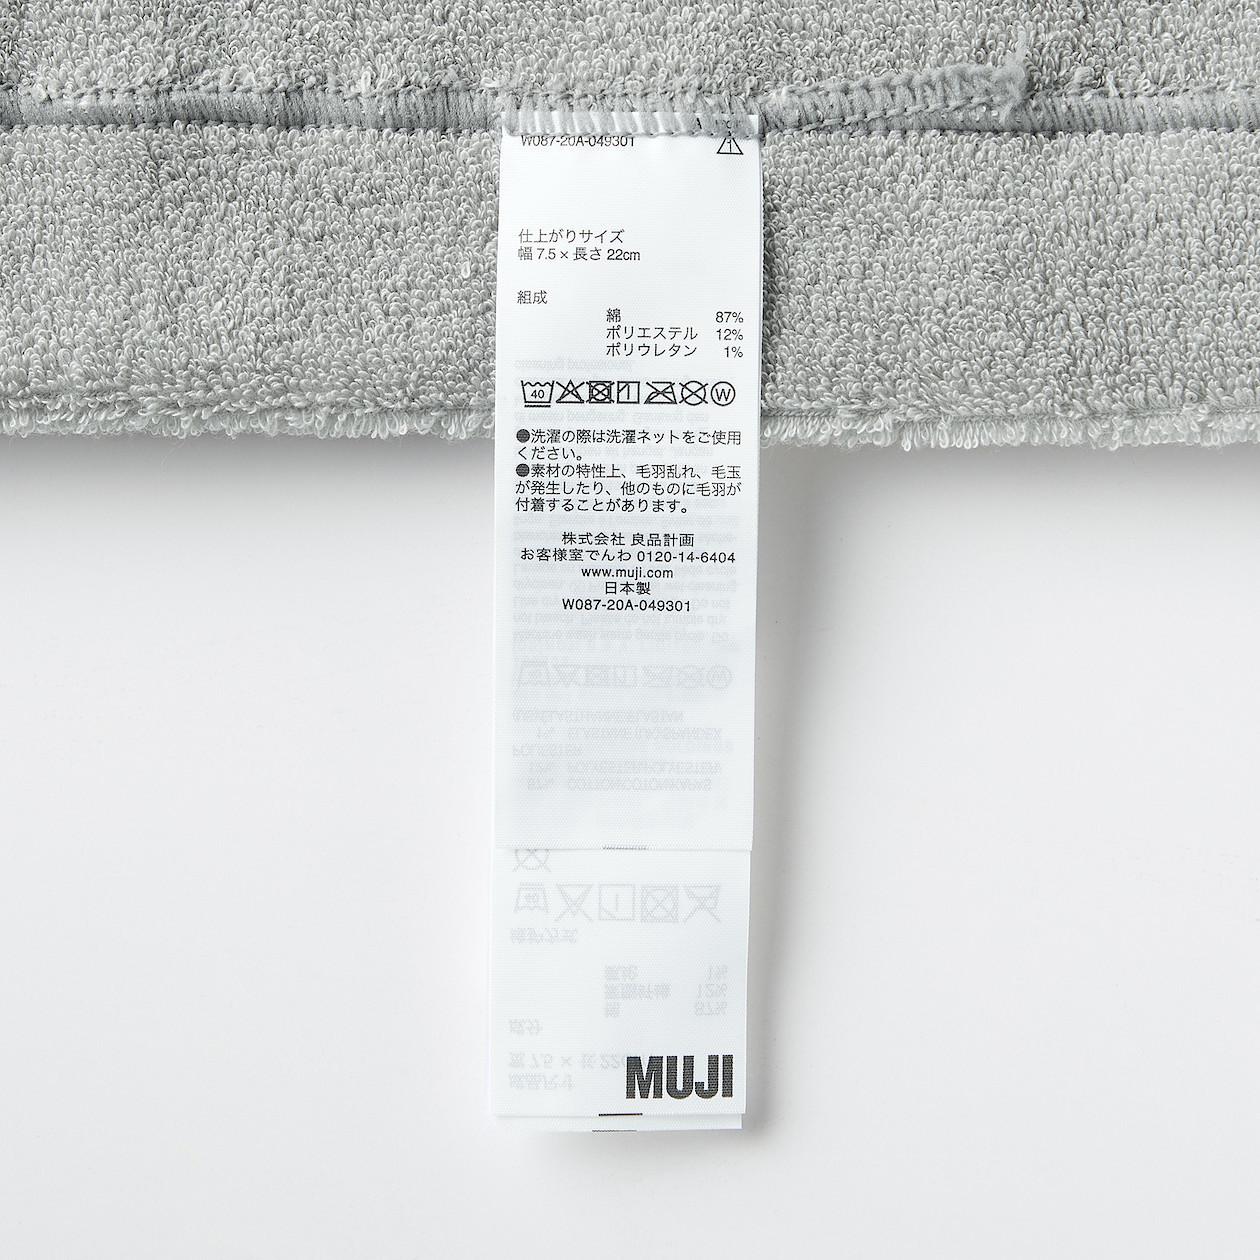 W087-20A-049301
仕上がりサイズ
幅 7.5 × 長さ 22cm
組成
綿 87%
ポリエステル 12%
ポリウレタン 1%
40
W
●洗濯の際は洗濯ネットをご使用
ください。
●素材の特性上、毛羽乱れ、毛玉
が発生したり、他のものに毛羽が
付着することがあります。
株式会社 良品計画
お客様室でんわ 0120-14-6404
www.muji.com
日本製
W087-20A-049301
MUJI